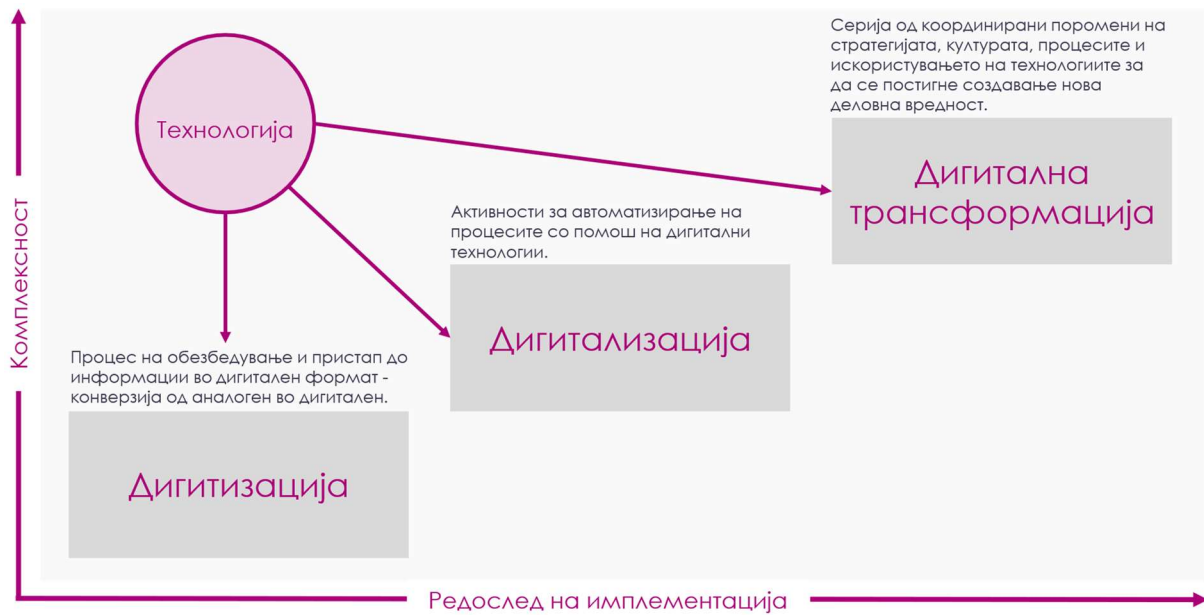 Серија од координирани поромени на
стратегијата, културата, процесите и
искористувањето на технологиите за
да се постигне создавање нова
деловна вредност.
Технологија
Дигитална
трансформација
Активности за автоматизирање на
процесите со помош на дигитални
технологии.
Дигитализација
Процес на обезбедување и пристап до
информации во дигитален формат -
конверзија од аналоген во дигитален.
Дигитизација
Комплексност
Редослед на имплементација